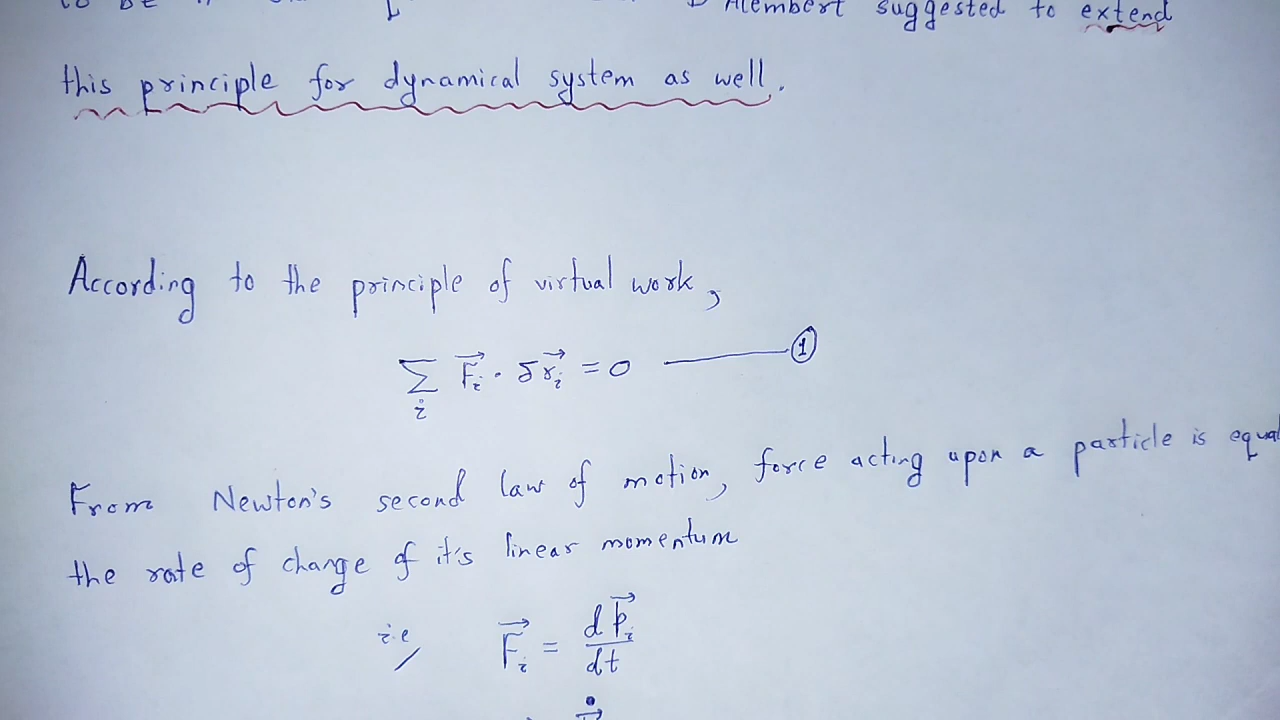 Alembert suggested to extend
this principle for dynamical system as well.
According to the principle of virtual work,
∑ᵢ F⃗ᵢ · δr⃗ᵢ = 0 ——— ①
From Newton's second law of motion, force acting upon a particle is equal
the rate of change of it's linear momentum
i.e/ F⃗ᵢ = dp⃗ᵢ/dt